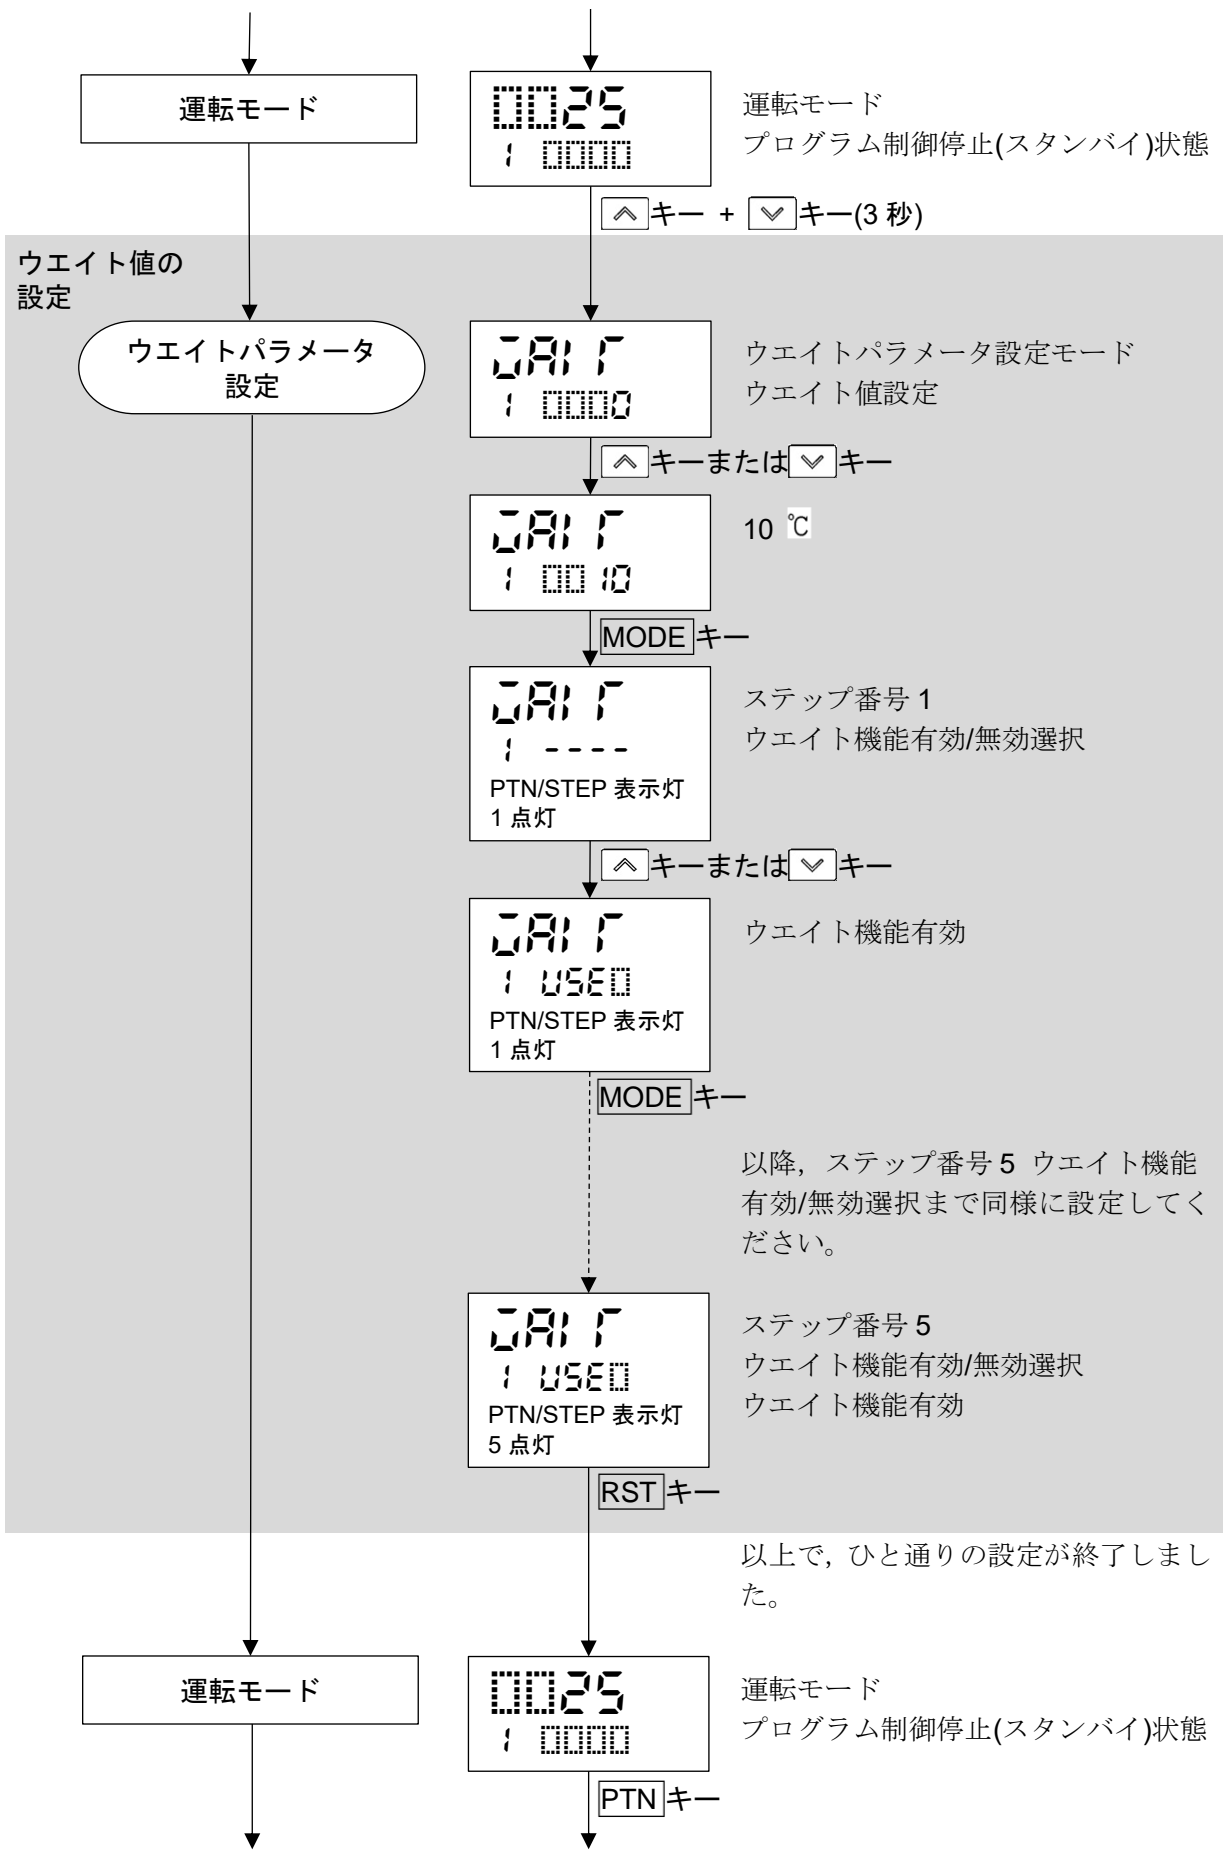 運転モード
25
1
運転モード
プログラム制御停止(スタンバイ)状態
キー + キー(3 秒)
ウエイト値の
設定
ウエイトパラメータ
設定
WAIT
1 0
ウエイトパラメータ設定モード
ウエイト値設定
キーまたは キー
WAIT
1 10
10 ℃
MODE キー
WAIT
1 ----
PTN/STEP 表示灯
1 点灯
ステップ番号 1
ウエイト機能有効/無効選択
キーまたは キー
WAIT
1 USE
PTN/STEP 表示灯
1 点灯
ウエイト機能有効
MODE キー
以降，ステップ番号 5 ウエイト機能
有効/無効選択まで同様に設定してく
ださい。
WAIT
1 USE
PTN/STEP 表示灯
5 点灯
ステップ番号 5
ウエイト機能有効/無効選択
ウエイト機能有効
RST キー
以上で，ひと通りの設定が終了しまし
た。
運転モード
25
1
運転モード
プログラム制御停止(スタンバイ)状態
PTN キー